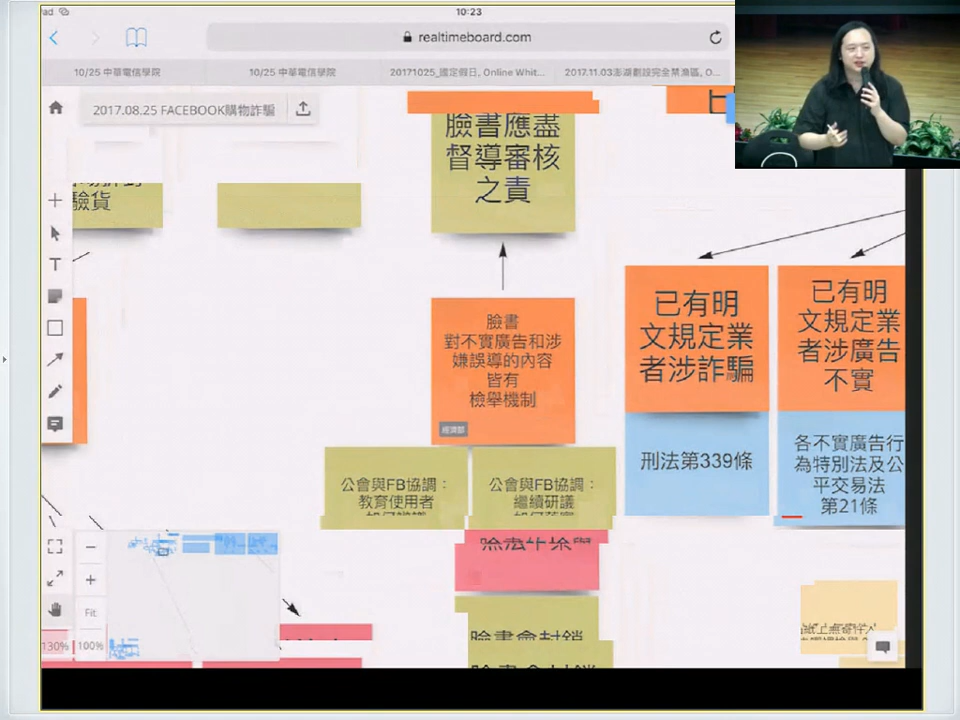 10:23
realtimeboard.com
10/25 中華電信學院
10/25 中華電信學院
20171025_國定假日, Online Whit...
2017.11.03澎湖劃設完全禁漁區, O...
2017.08.25 FACEBOOK購物詐騙
驗貨
臉書應盡
督導審核
之責
臉書
對不實廣告和涉
嫌誤導的內容
皆有
檢舉機制
經濟部
已有明
文規定業
者涉詐騙
刑法第339條
已有明
文規定業
者涉廣告
不實
各不實廣告行
為特別法及公
平交易法
第21條
公會與FB協調：
教育使用者
公會與FB協調：
繼續研議
臉書會封鎖
Fit
130%
100%